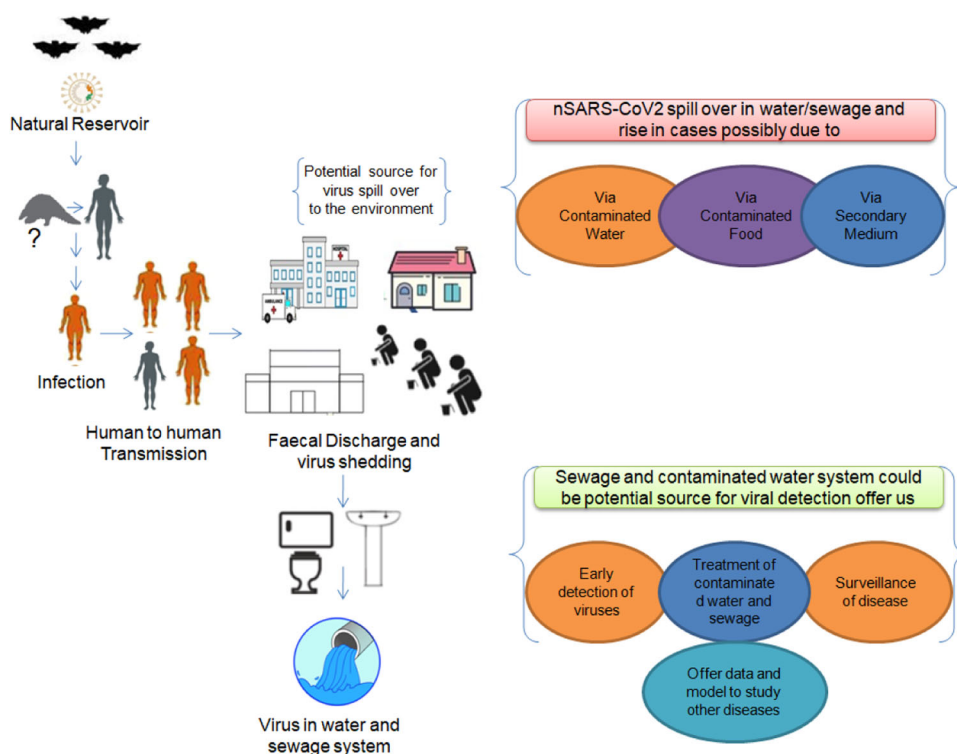 Natural Reservoir
?
Infection
Human to human
Transmission
Potential source for
virus spill over
to the environment
HOSPITAL
AMBULANCE
Faecal Discharge and
virus shedding
Virus in water and
sewage system
nSARS-CoV2 spill over in water/sewage and
rise in cases possibly due to
Via
Contaminated
Water
Via
Contaminated
Food
Via
Secondary
Medium
Sewage and contaminated water system could
be potential source for viral detection offer us
Early
detection of
viruses
Treatment of
contaminate
d water and
sewage
Surveillance
of disease
Offer data and
model to study
other diseases